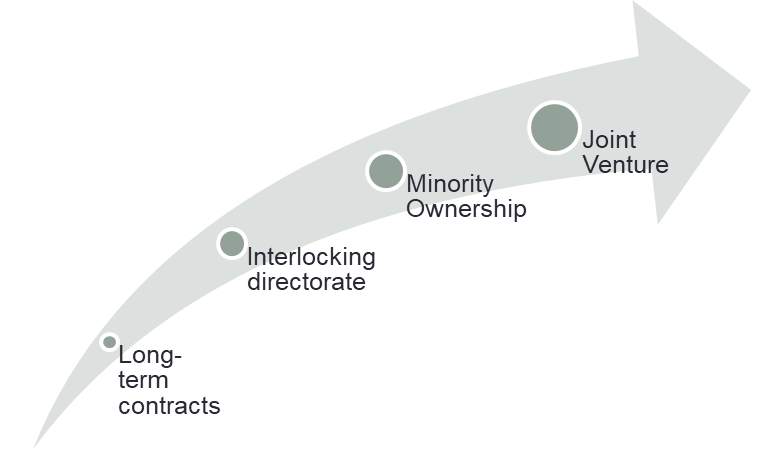 Joint
Venture
Minority
Ownership
Interlocking
directorate
Long-
term
contracts